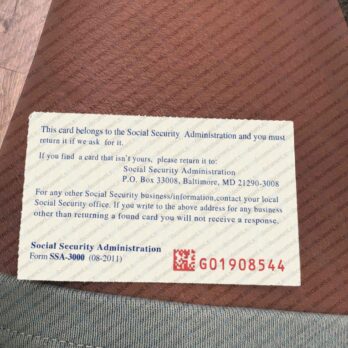 This card belongs to the Social Security Administration and you must
return it if we ask for it.
If you find a card that isn't yours, please return it to:
Social Security Administration
P.O. Box 33008, Baltimore, MD 21290-3008
For any other Social Security business/information,contact your local
Social Security office. If you write to the above address for any business
other than returning a found card you will not receive a response.
Social Security Administration
Form SSA-3000 (08-2011)
G01908544